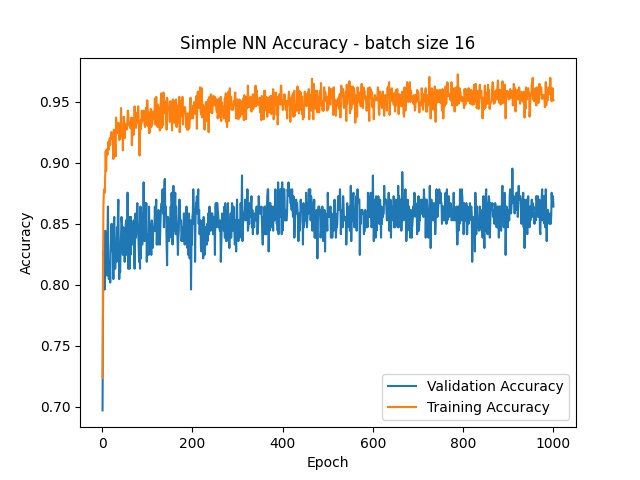 Simple NN Accuracy - batch size 16
0.95
0.90
0.85
0.80
0.75
0.70
Accuracy
0
200
400
600
800
1000
Epoch
Validation Accuracy
Training Accuracy